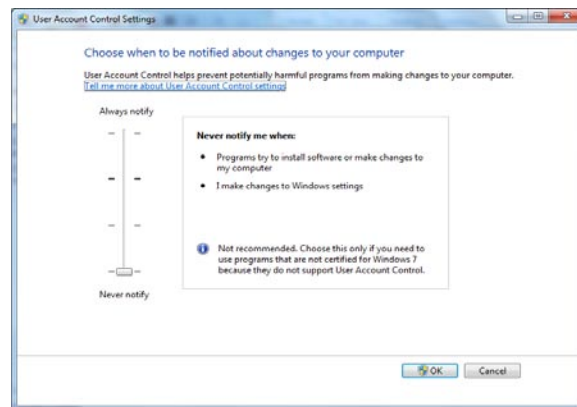 User Account Control Settings
Choose when to be notified about changes to your computer
User Account Control helps prevent potentially harmful programs from making changes to your computer.
Tell me more about User Account Control settings
Always notify
Never notify me when:
Programs try to install software or make changes to
my computer
I make changes to Windows settings
Not recommended. Choose this only if you need to
use programs that are not certified for Windows 7
because they do not support User Account Control.
Never notify
OK
Cancel